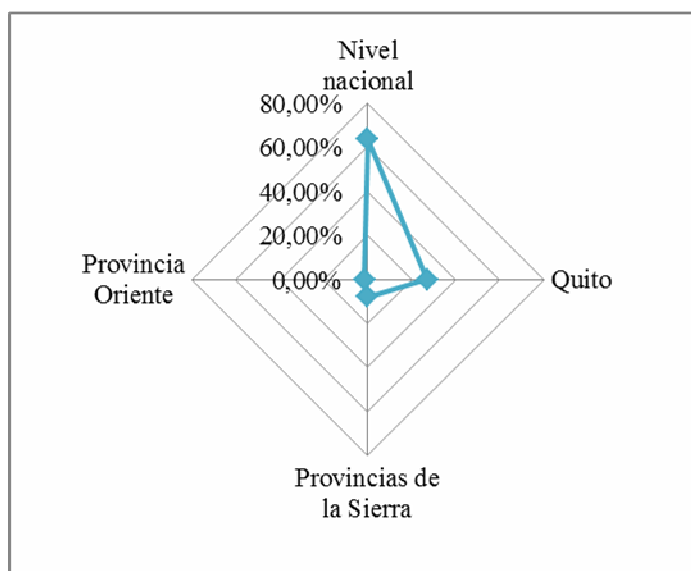 Nivel
nacional
80,00%
60,00%
40,00%
20,00%
0,00%
Provincia
Oriente
Quito
Provincias de
la Sierra